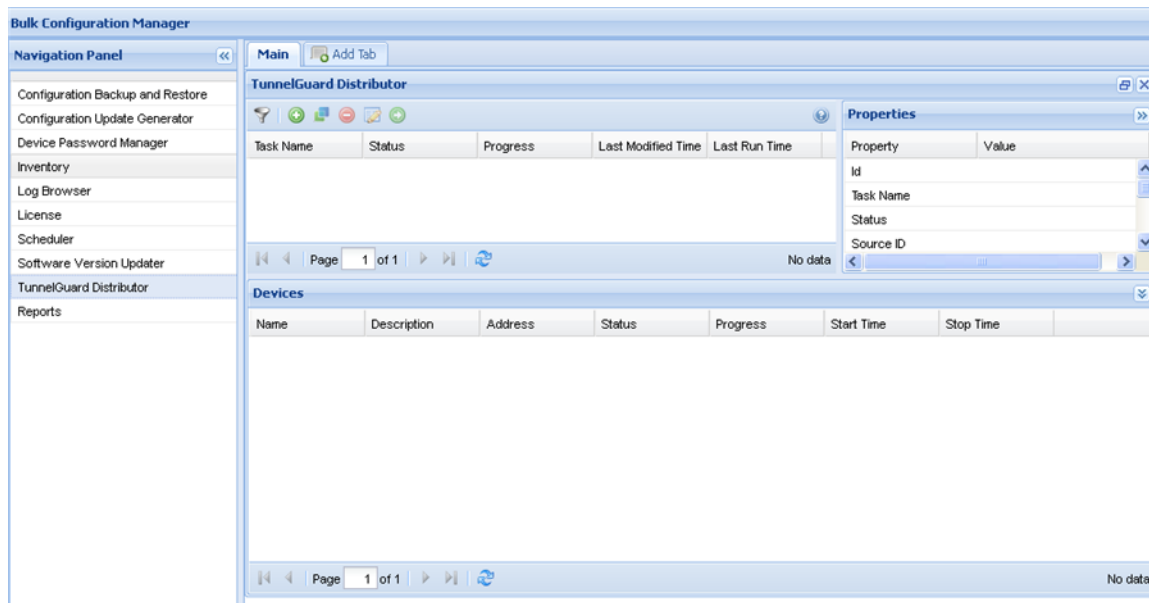 Bulk Configuration Manager
Navigation Panel
Configuration Backup and Restore
Configuration Update Generator
Device Password Manager
Inventory
Log Browser
License
Scheduler
Software Version Updater
TunnelGuard Distributor
Reports
Main Add Tab
TunnelGuard Distributor
Task Name Status Progress Last Modified Time Last Run Time
Page 1 of 1 No data
Properties
Property Value
Id
Task Name
Status
Source ID
Devices
Name Description Address Status Progress Start Time Stop Time
Page 1 of 1 No data